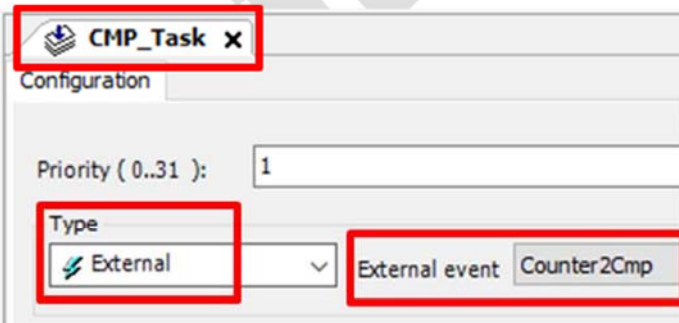 CMP_Task x
Configuration
Priority ( 0..31 ): 1
Type
External External event Counter2Cmp